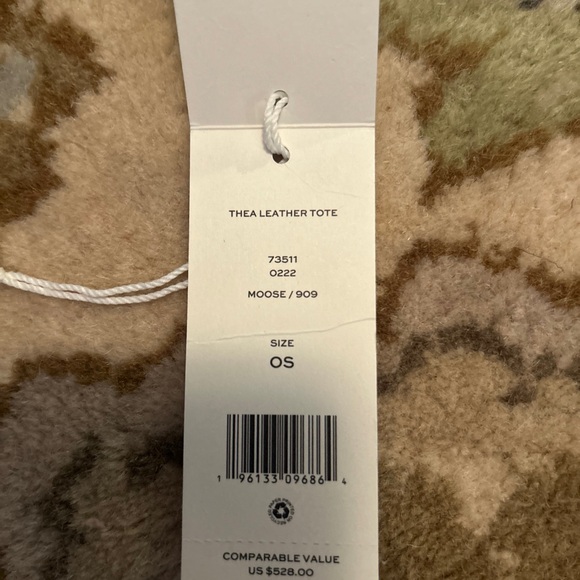 THEA LEATHER TOTE
73511
0222
MOOSE / 909
SIZE
OS
1 96133 09686 4
COMPARABLE VALUE
US $528.00